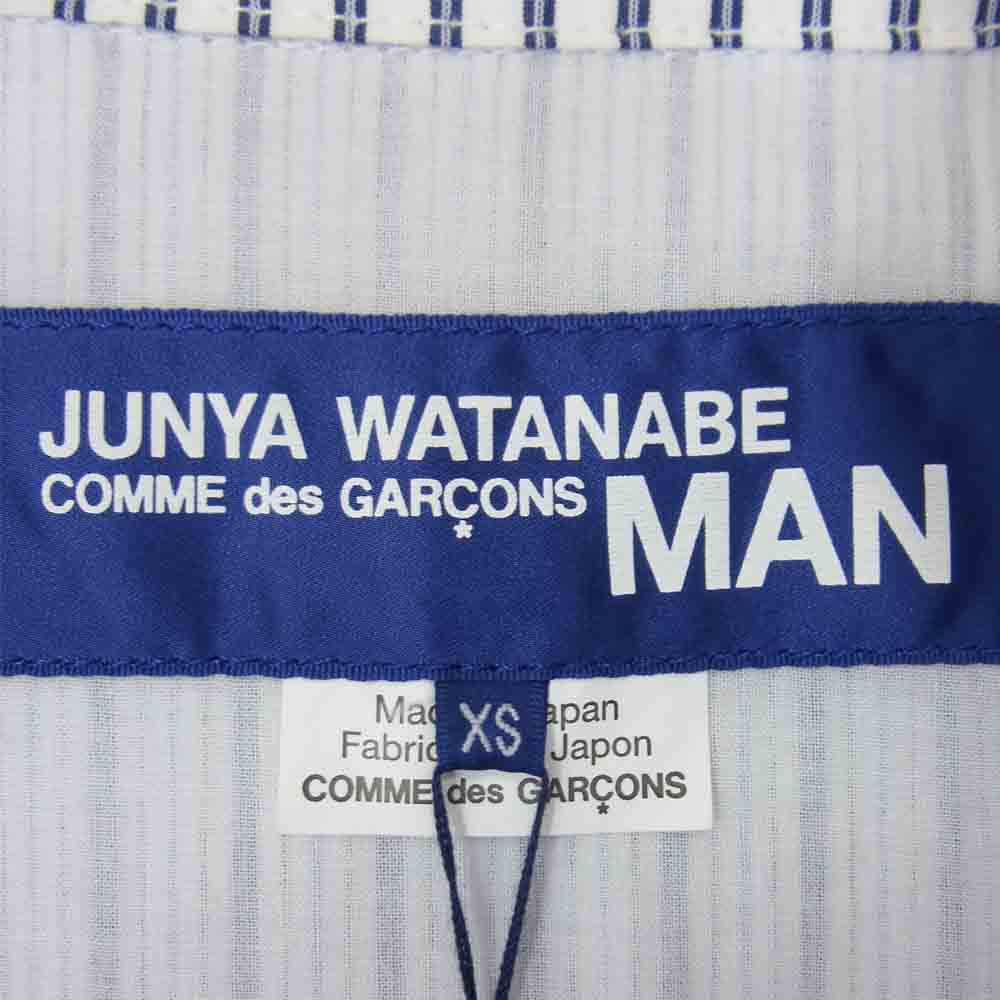 JUNYA WATANABE
COMME des GARÇONS MAN
XS
Japon
COMME des GARÇONS